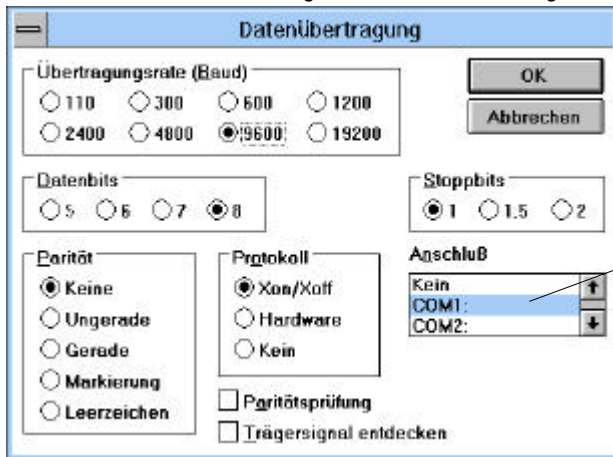 Datenübertragung
Übertragungsrate (Baud)
110 300 600 1200
2400 4800 9600 19200
OK
Abbrechen
Datenbits
5 6 7 8
Stoppbits
1 1.5 2
Parität
Keine
Ungerade
Gerade
Markierung
Leerzeichen
Protokoll
Xon/Xoff
Hardware
Kein
Anschluß
Kein
COM1:
COM2:
Paritätsprüfung
Trägersignal entdecken